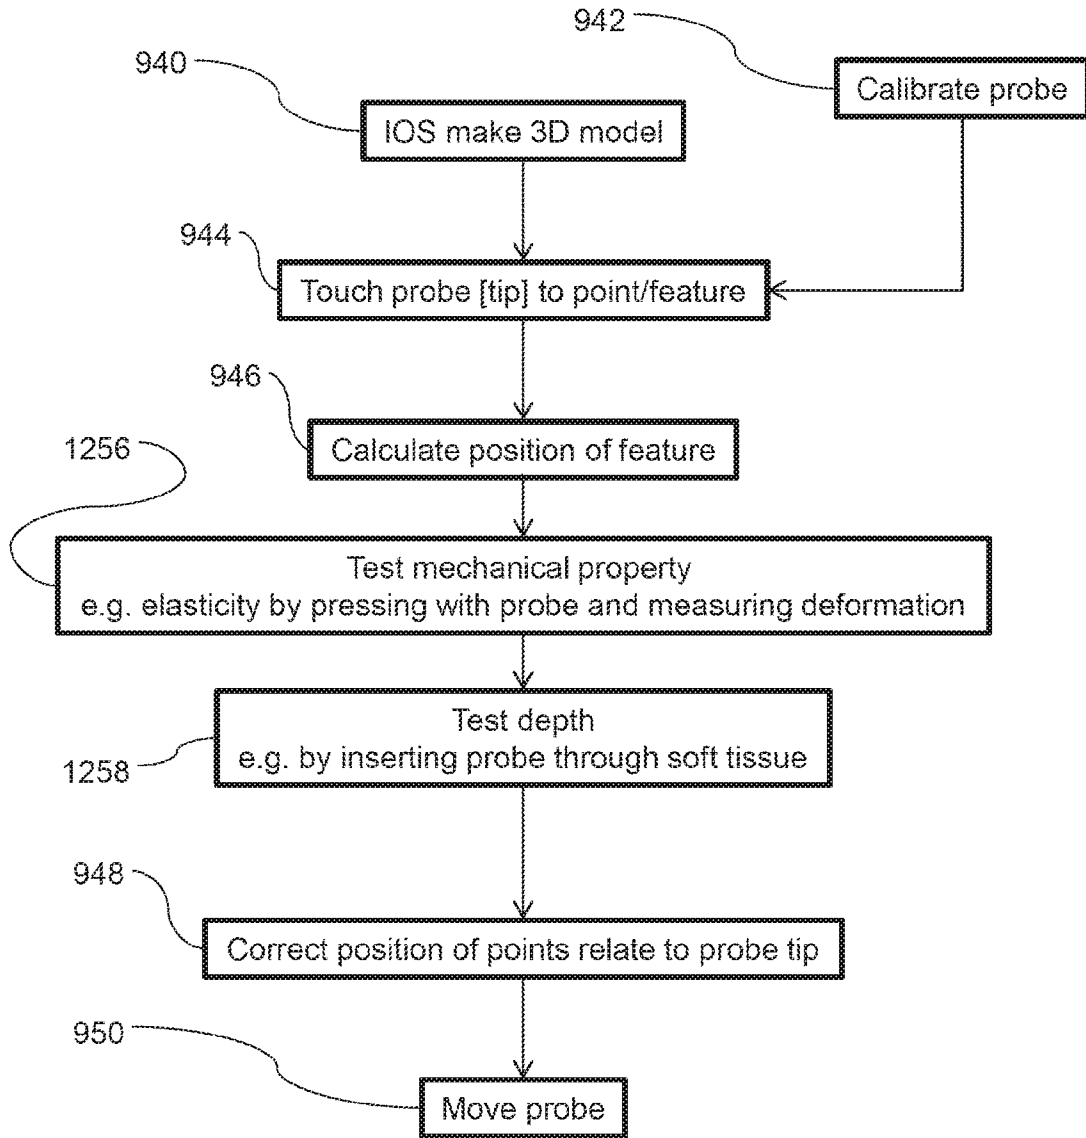 942
940
Calibrate probe
IOS make 3D model
944
Touch probe [tip] to point/feature
946
Calculate position of feature
1256
Test mechanical property
e.g. elasticity by pressing with probe and measuring deformation
Test depth
e.g. by inserting probe through soft tissue
1258
948
Correct position of points relate to probe tip
950
Move probe